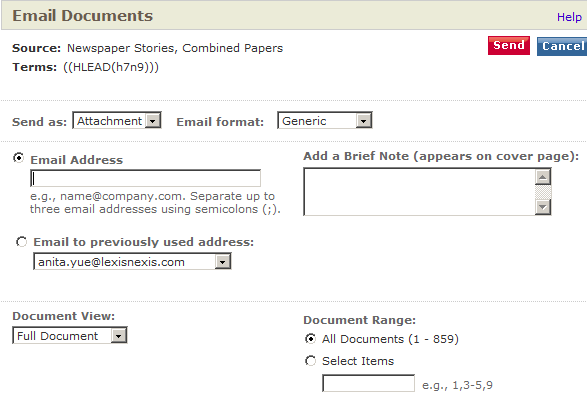 Email Documents
Help
Source: Newspaper Stories, Combined Papers
Send
Cancel
Terms: ((HLEAD(h7n9)))
Send as: Attachment
Email format: Generic
Email Address
e.g., name@company.com. Separate up to
three email addresses using semicolons (;).
Add a Brief Note (appears on cover page):
Email to previously used address:
anita.yue@lexisnexis.com
Document View:
Full Document
Document Range:
All Documents (1 - 859)
Select Items
e.g., 1,3-5,9